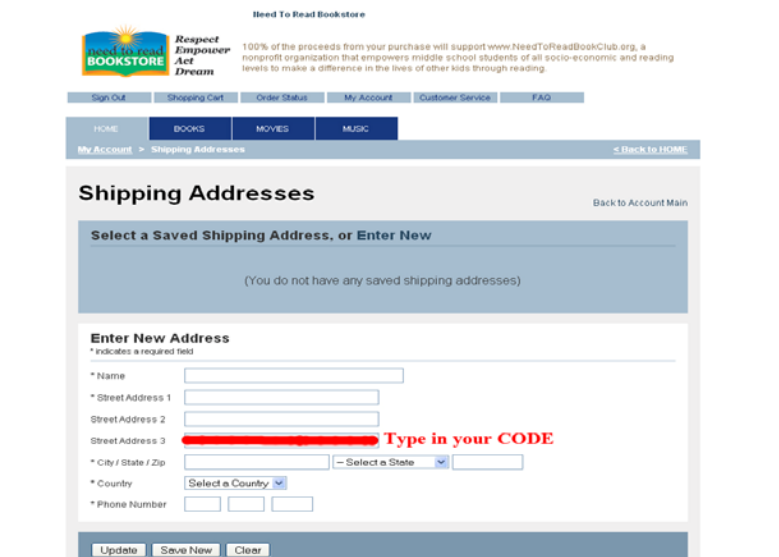 Need To Read Bookstore
need to read
BOOKSTORE
Respect
Empower
Act
Dream
100% of the proceeds from your purchase will support www.NeedToReadBookClub.org, a
nonprofit organization that empowers middle school students of all socio-economic and reading
levels to make a difference in the lives of other kids through reading.
Sign Out Shopping Cart Order Status My Account Customer Service FAQ
HOME BOOKS MOVIES MUSIC
My Account > Shipping Addresses < Back to HOME
Shipping Addresses
Back to Account Main
Select a Saved Shipping Address, or Enter New
(You do not have any saved shipping addresses)
Enter New Address
* indicates a required field
* Name
* Street Address 1
Street Address 2
Street Address 3 Type in your CODE
* City / State / Zip -- Select a State
* Country Select a Country
* Phone Number
Update Save New Clear